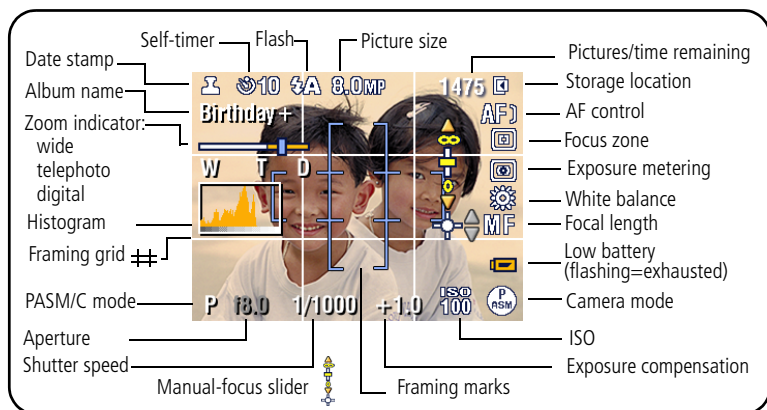 Self-timer
Flash
Picture size
Date stamp
Album name
Zoom indicator:
wide
telephoto
digital
Histogram
Framing grid
PASM/C mode
Aperture
Shutter speed
Manual-focus slider
Framing marks
Pictures/time remaining
Storage location
AF control
Focus zone
Exposure metering
White balance
Focal length
Low battery
(flashing=exhausted)
Camera mode
ISO
Exposure compensation
10 A 8.0MP 1475
Birthday+
AF
W T D
MF
P f8.0 1/1000 +1.0 ISO 100
P
ASM